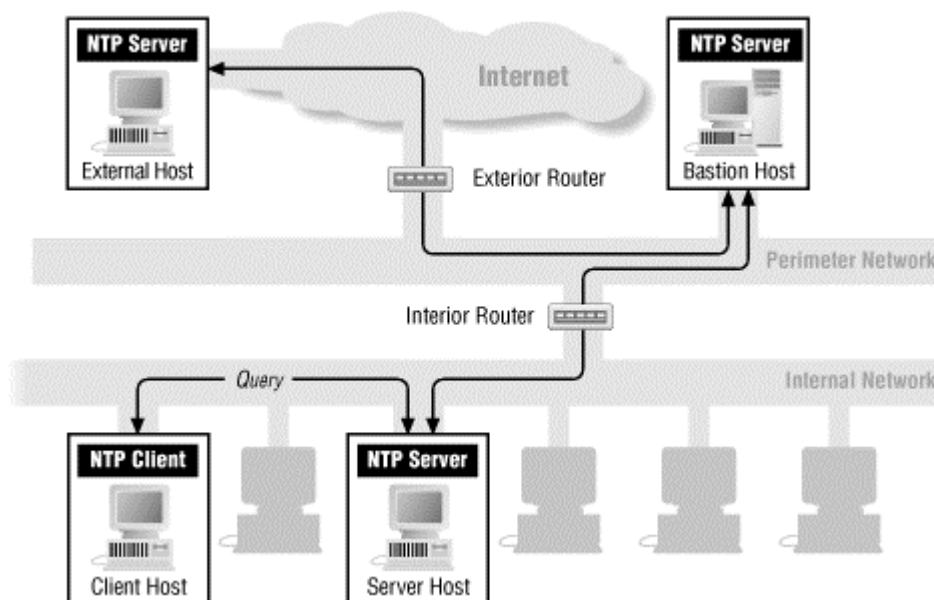 NTP Server
External Host
Internet
NTP Server
Bastion Host
Exterior Router
Perimeter Network
Interior Router
Internal Network
Query
NTP Client
Client Host
NTP Server
Server Host